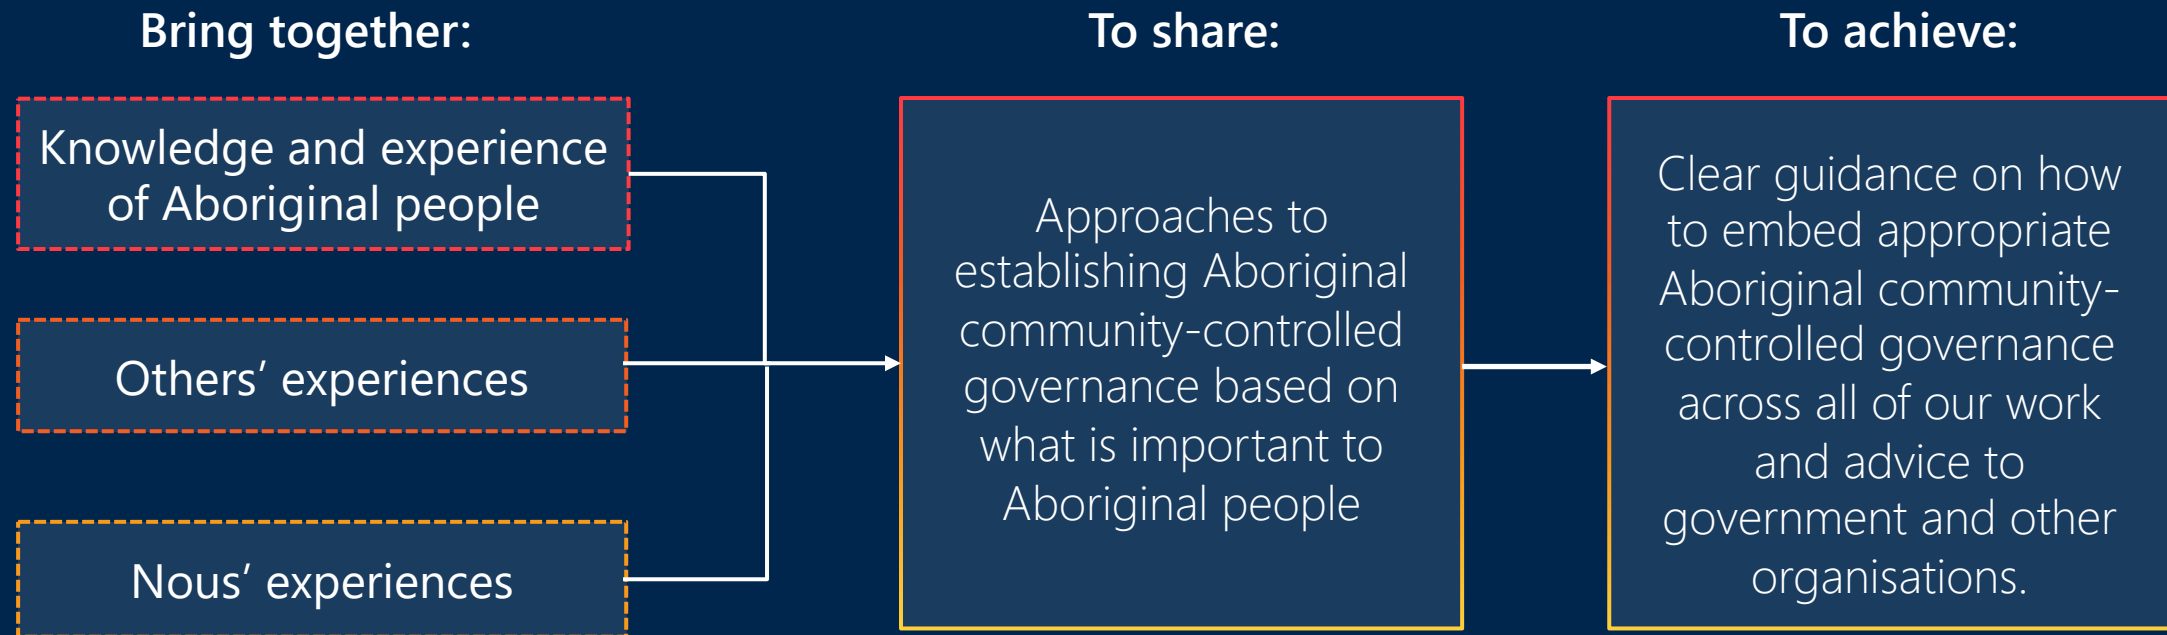 Bring together:
Knowledge and experience
of Aboriginal people
Others’ experiences
Nous’ experiences
To share:
Approaches to
establishing Aboriginal
community-controlled
governance based on
what is important to
Aboriginal people
To achieve:
Clear guidance on how
to embed appropriate
Aboriginal community-
controlled governance
across all of our work
and advice to
government and other
organisations.